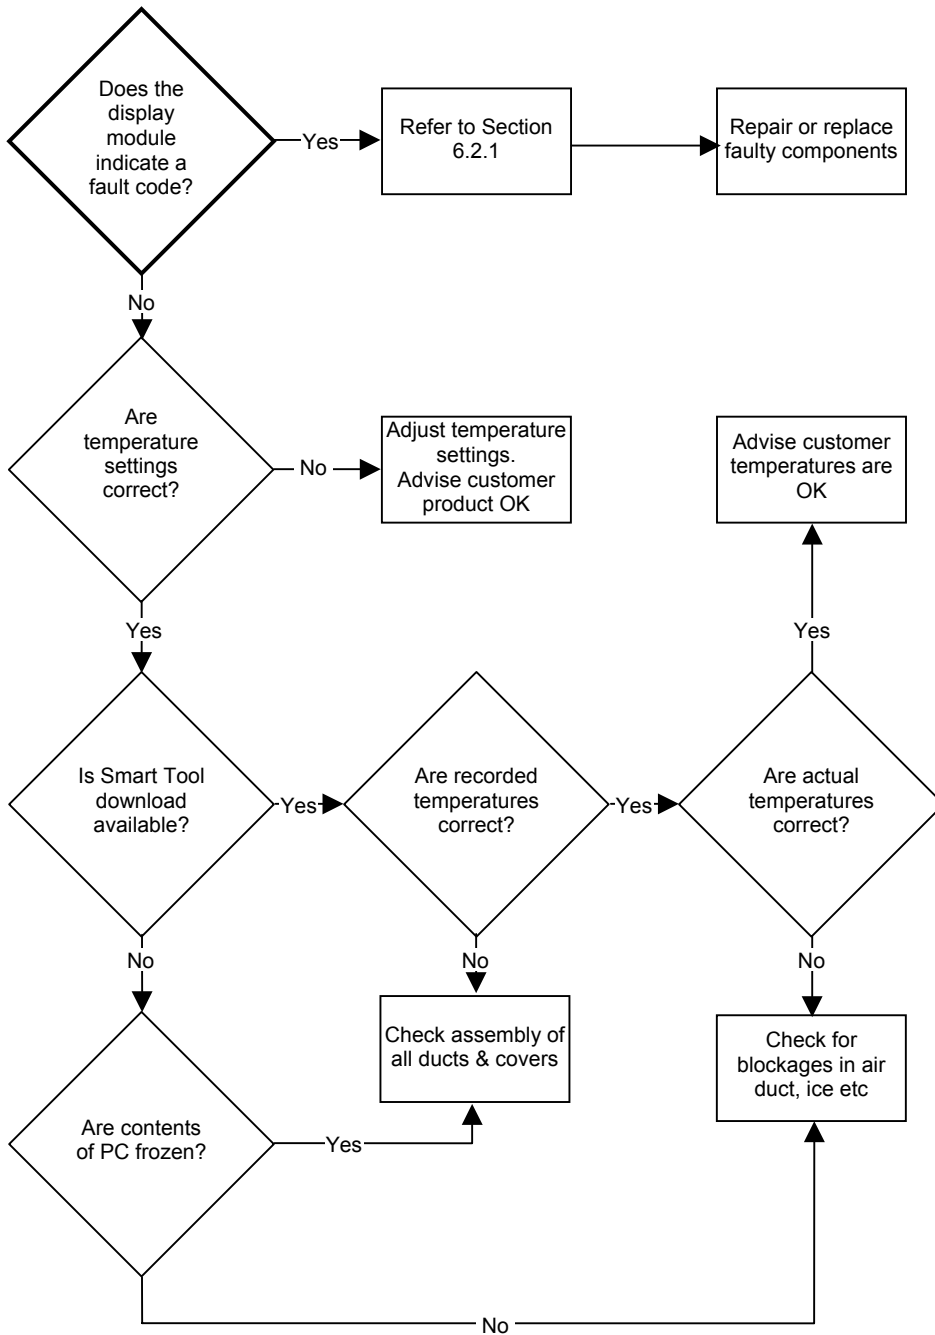 Does the
display
module
indicate a
fault code?
Yes
Refer to Section
6.2.1
Repair or replace
faulty components
No
Are
temperature
settings
correct?
No
Adjust temperature
settings.
Advise customer
product OK
Advise customer
temperatures are
OK
Yes
Yes
Is Smart Tool
download
available?
Yes
Are recorded
temperatures
correct?
Yes
Are actual
temperatures
correct?
No
No
No
Check assembly of
all ducts & covers
Check for
blockages in air
duct, ice etc
Are contents
of PC frozen?
Yes
No